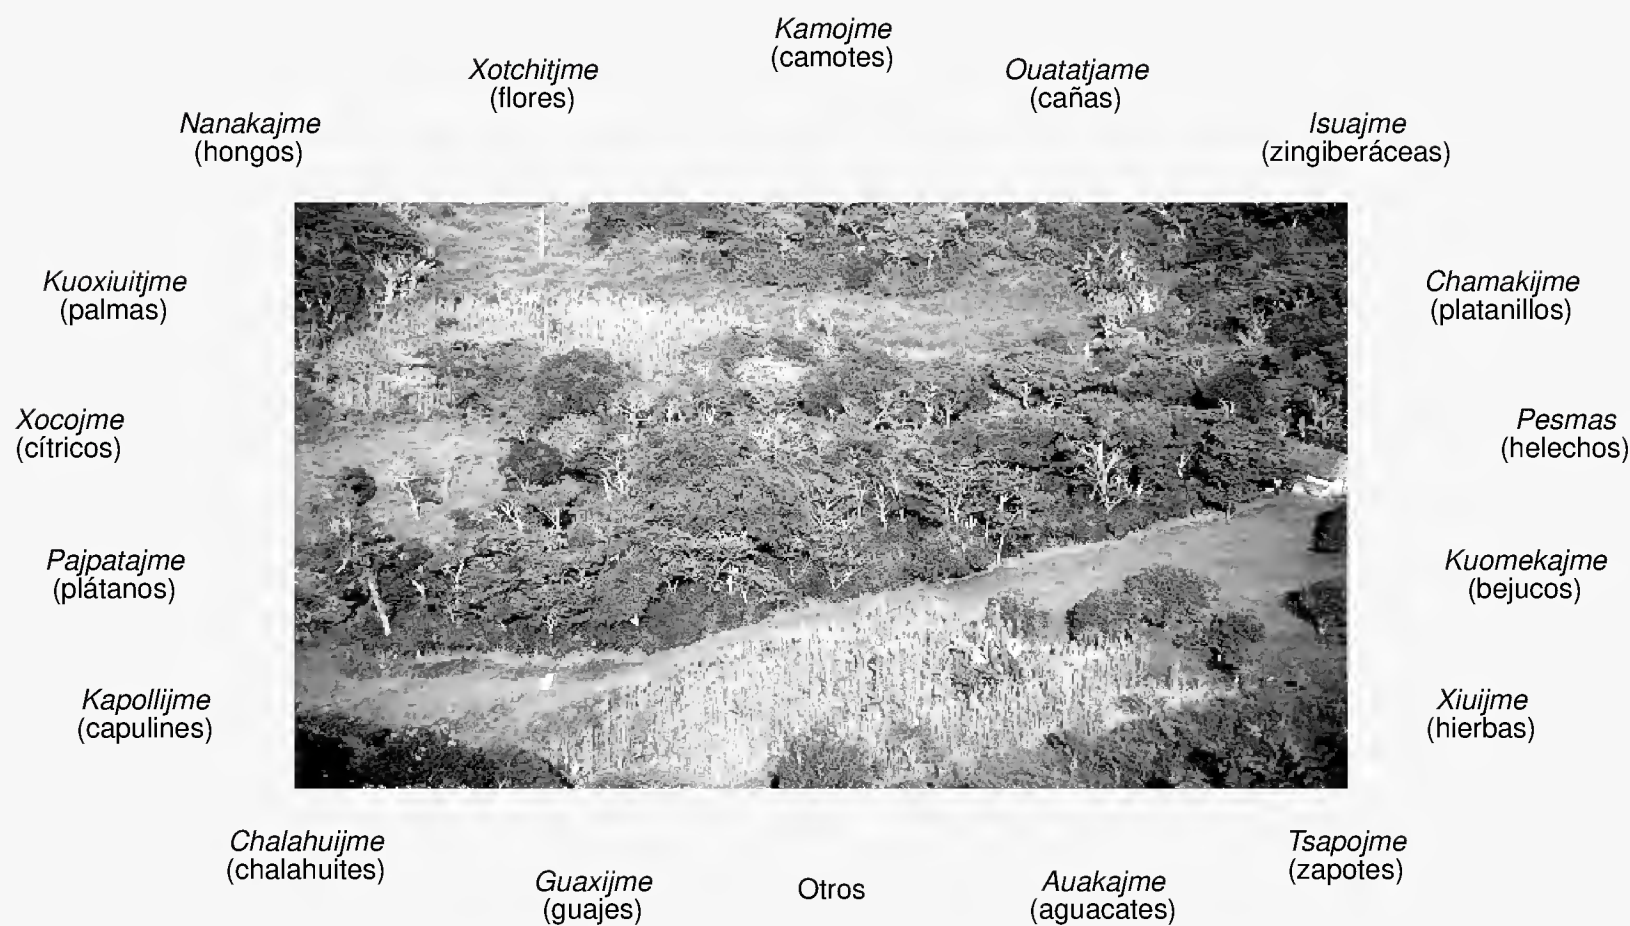 Kamojme
(camotes)
Xotchitjme
(flores)
Ouatatjame
(cañas)
Nanakajme
(hongos)
Isuajme
(zingiberáceas)
Kuoxiuitjme
(palmas)
Chamakijme
(platanillos)
Xocojme
(cítricos)
Pesmas
(helechos)
Pajpatajme
(plátanos)
Kuomekajme
(bejucos)
Kapollijme
(capulines)
Xiuijme
(hierbas)
Chalahuijme
(chalahuites)
Tsapojme
(zapotes)
Guaxijme
(guajes)
Otros
Auakajme
(aguacates)